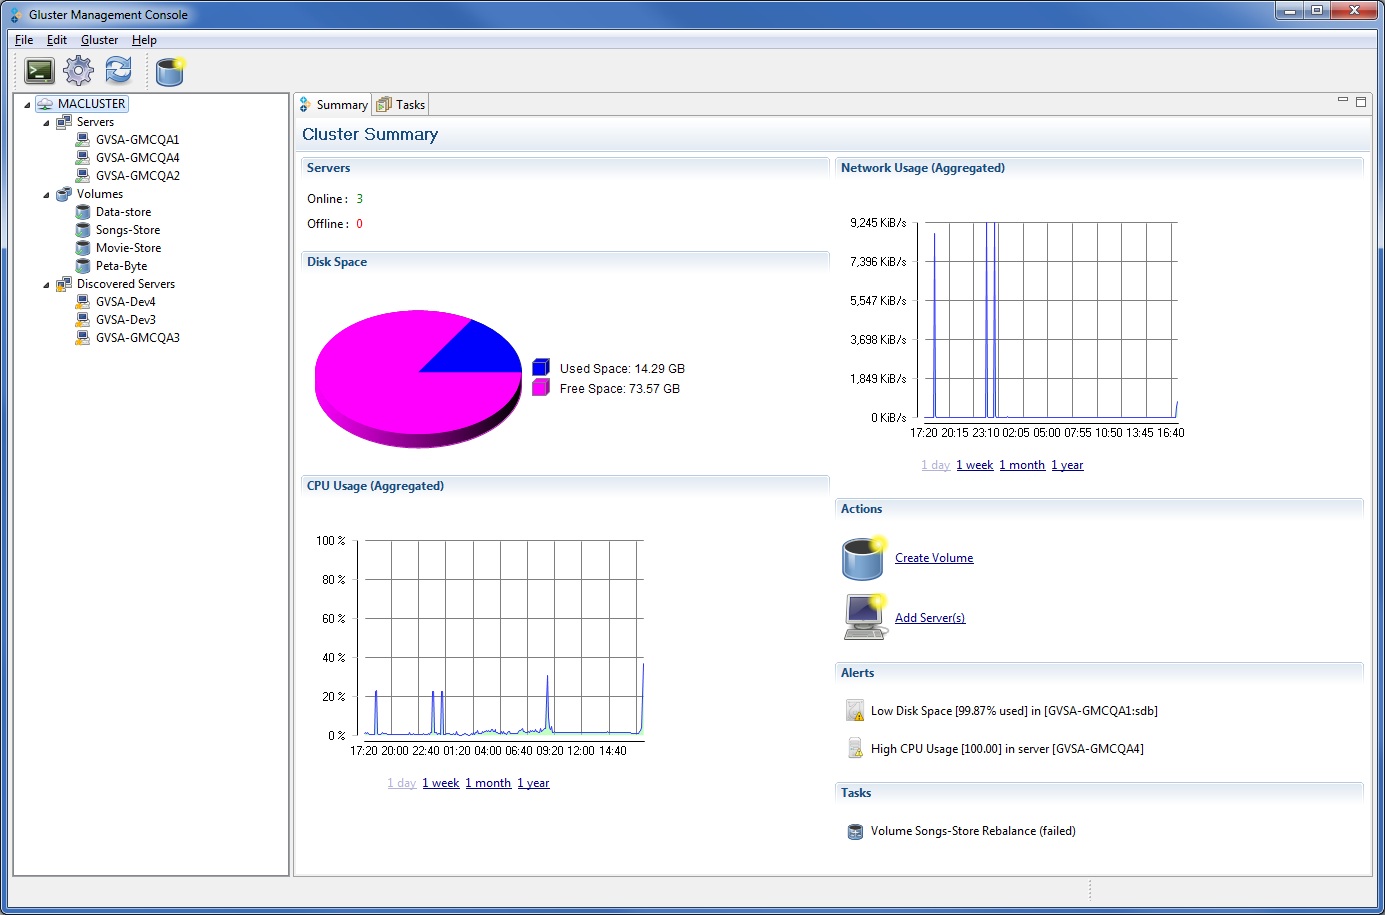 Gluster Management Console
File Edit Gluster Help
MACLUSTER
Servers
GVSA-GMCQA1
GVSA-GMCQA4
GVSA-GMCQA2
Volumes
Data-store
Songs-Store
Movie-Store
Peta-Byte
Discovered Servers
GVSA-Dev4
GVSA-Dev3
GVSA-GMCQA3
Summary Tasks
Cluster Summary
Servers
Online : 3
Offline : 0
Disk Space
Used Space: 14.29 GB
Free Space: 73.57 GB
CPU Usage (Aggregated)
100 %
80 %
60 %
40 %
20 %
0 %
17:20 20:00 22:40 01:20 04:00 06:40 09:20 12:00 14:40
1 day 1 week 1 month 1 year
Network Usage (Aggregated)
9,245 KiB/s
7,396 KiB/s
5,547 KiB/s
3,698 KiB/s
1,849 KiB/s
0 KiB/s
17:20 20:15 23:10 02:05 05:00 07:55 10:50 13:45 16:40
1 day 1 week 1 month 1 year
Actions
Create Volume
Add Server(s)
Alerts
Low Disk Space [99.87% used] in [GVSA-GMCQA1:sdb]
High CPU Usage [100.00] in server [GVSA-GMCQA4]
Tasks
Volume Songs-Store Rebalance (failed)